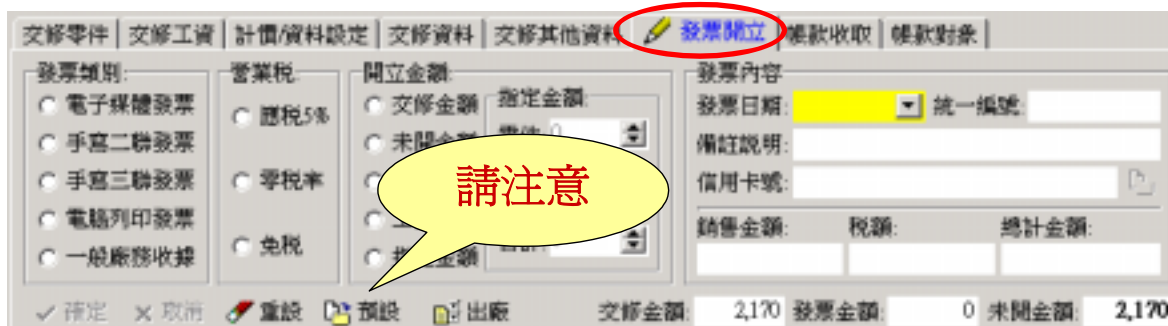 交修零件 交修工資 計價/資料設定 交修資料 交修其他資料 發票開立 帳款收取 帳款對象
發票類別: 營業稅: 開立金額: 發票內容
電子媒體發票 應稅5% 交修金額 指定金額: 發票日期: 統一編號:
手寫二聯發票 未開金額 備註說明:
手寫三聯發票 零稅率 請注意 信用卡號:
電腦列印發票 銷售金額: 稅額: 總計金額:
一般廠務收據 免稅
確定 取消 重設 預設 出廠 交修金額: 2,170 發票金額: 0 未開金額: 2,170